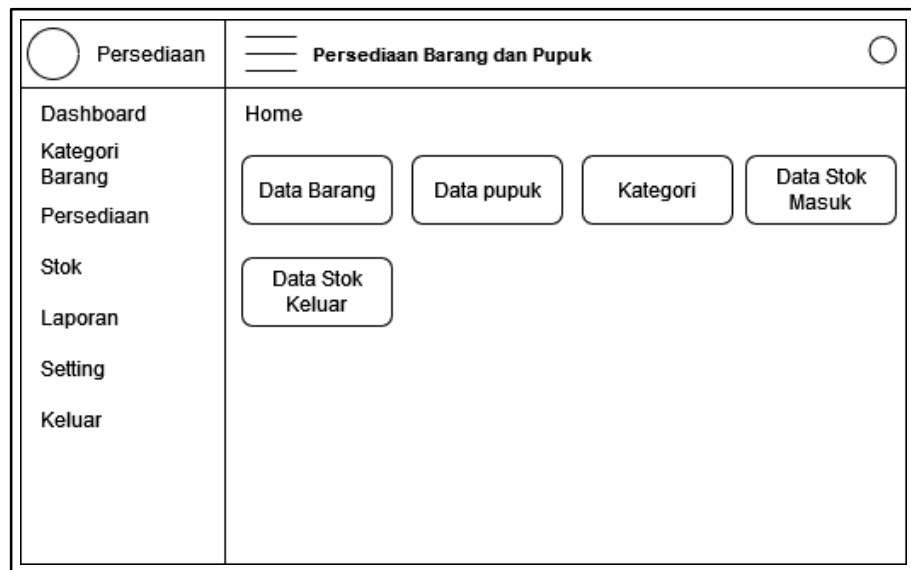 Persediaan
Persediaan Barang dan Pupuk
Dashboard
Kategori
Barang
Persediaan
Stok
Laporan
Setting
Keluar
Home
Data Barang
Data pupuk
Kategori
Data Stok
Masuk
Data Stok
Keluar